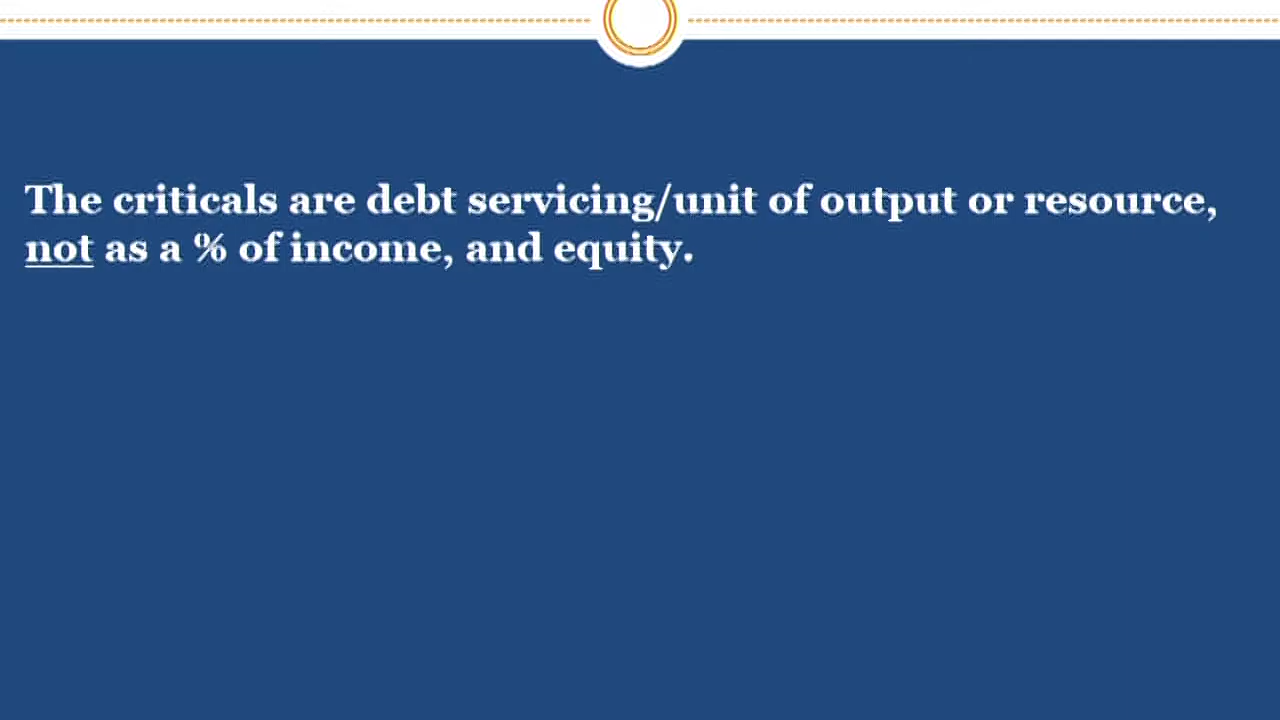 The criticals are debt servicing/unit of output or resource,
not as a % of income, and equity.